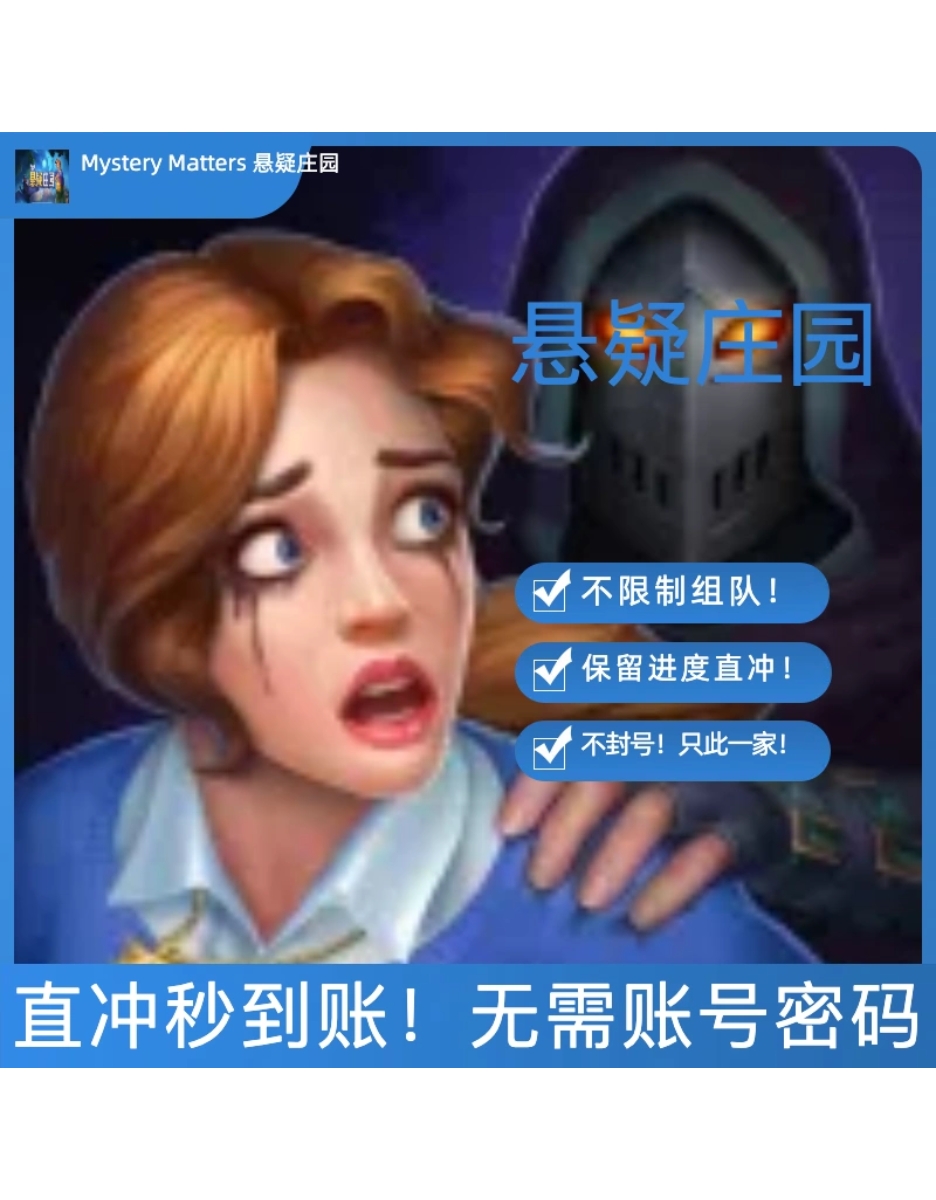 Mystery Matters 悬疑庄园
悬疑庄园
不限制组队！
保留进度直冲！
不封号！只此一家！
直冲秒到账！无需账号密码